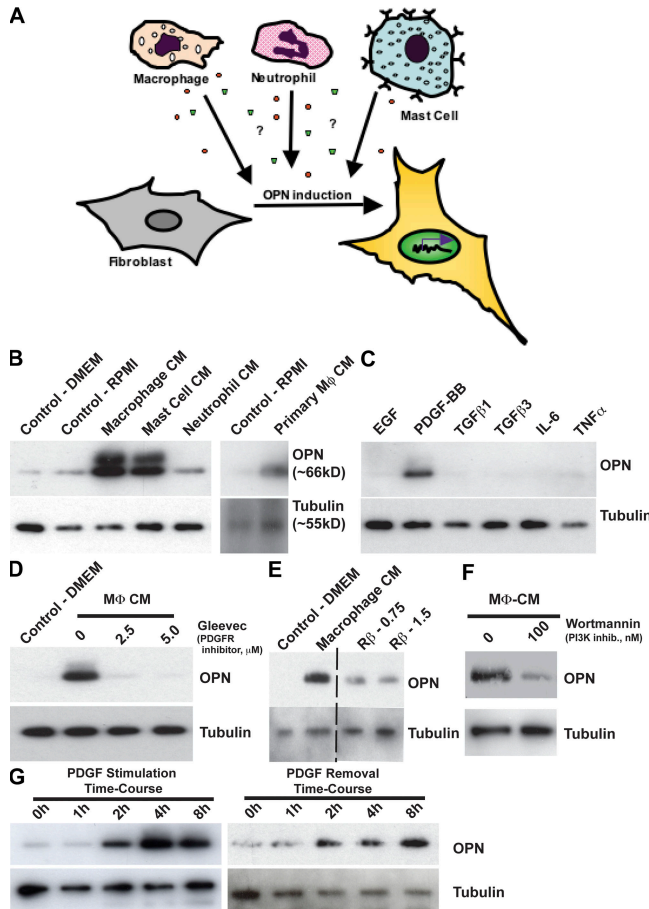 A
Macrophage
Neutrophil
Mast Cell
?
?
OPN induction
Fibroblast
B
Control - DMEM
Control - RPMI
Macrophage CM
Mast Cell CM
Neutrophil CM
Control - RPMI
Primary Mϕ CM
OPN
(~66kD)
Tubulin
(~55kD)
C
EGF
PDGF-BB
TGFβ1
TGFβ3
IL-6
TNFα
OPN
Tubulin
D
Control - DMEM
MΦ CM
0
2.5
5.0
Gleevec
(PDGFR
inhibitor, µM)
OPN
Tubulin
E
Control - DMEM
Macrophage CM
Rβ - 0.75
Rβ - 1.5
OPN
Tubulin
F
MΦ-CM
0
100
Wortmannin
(PI3K inhib., nM)
OPN
Tubulin
G
PDGF Stimulation
Time-Course
0h
1h
2h
4h
8h
PDGF Removal
Time-Course
0h
1h
2h
4h
8h
OPN
Tubulin